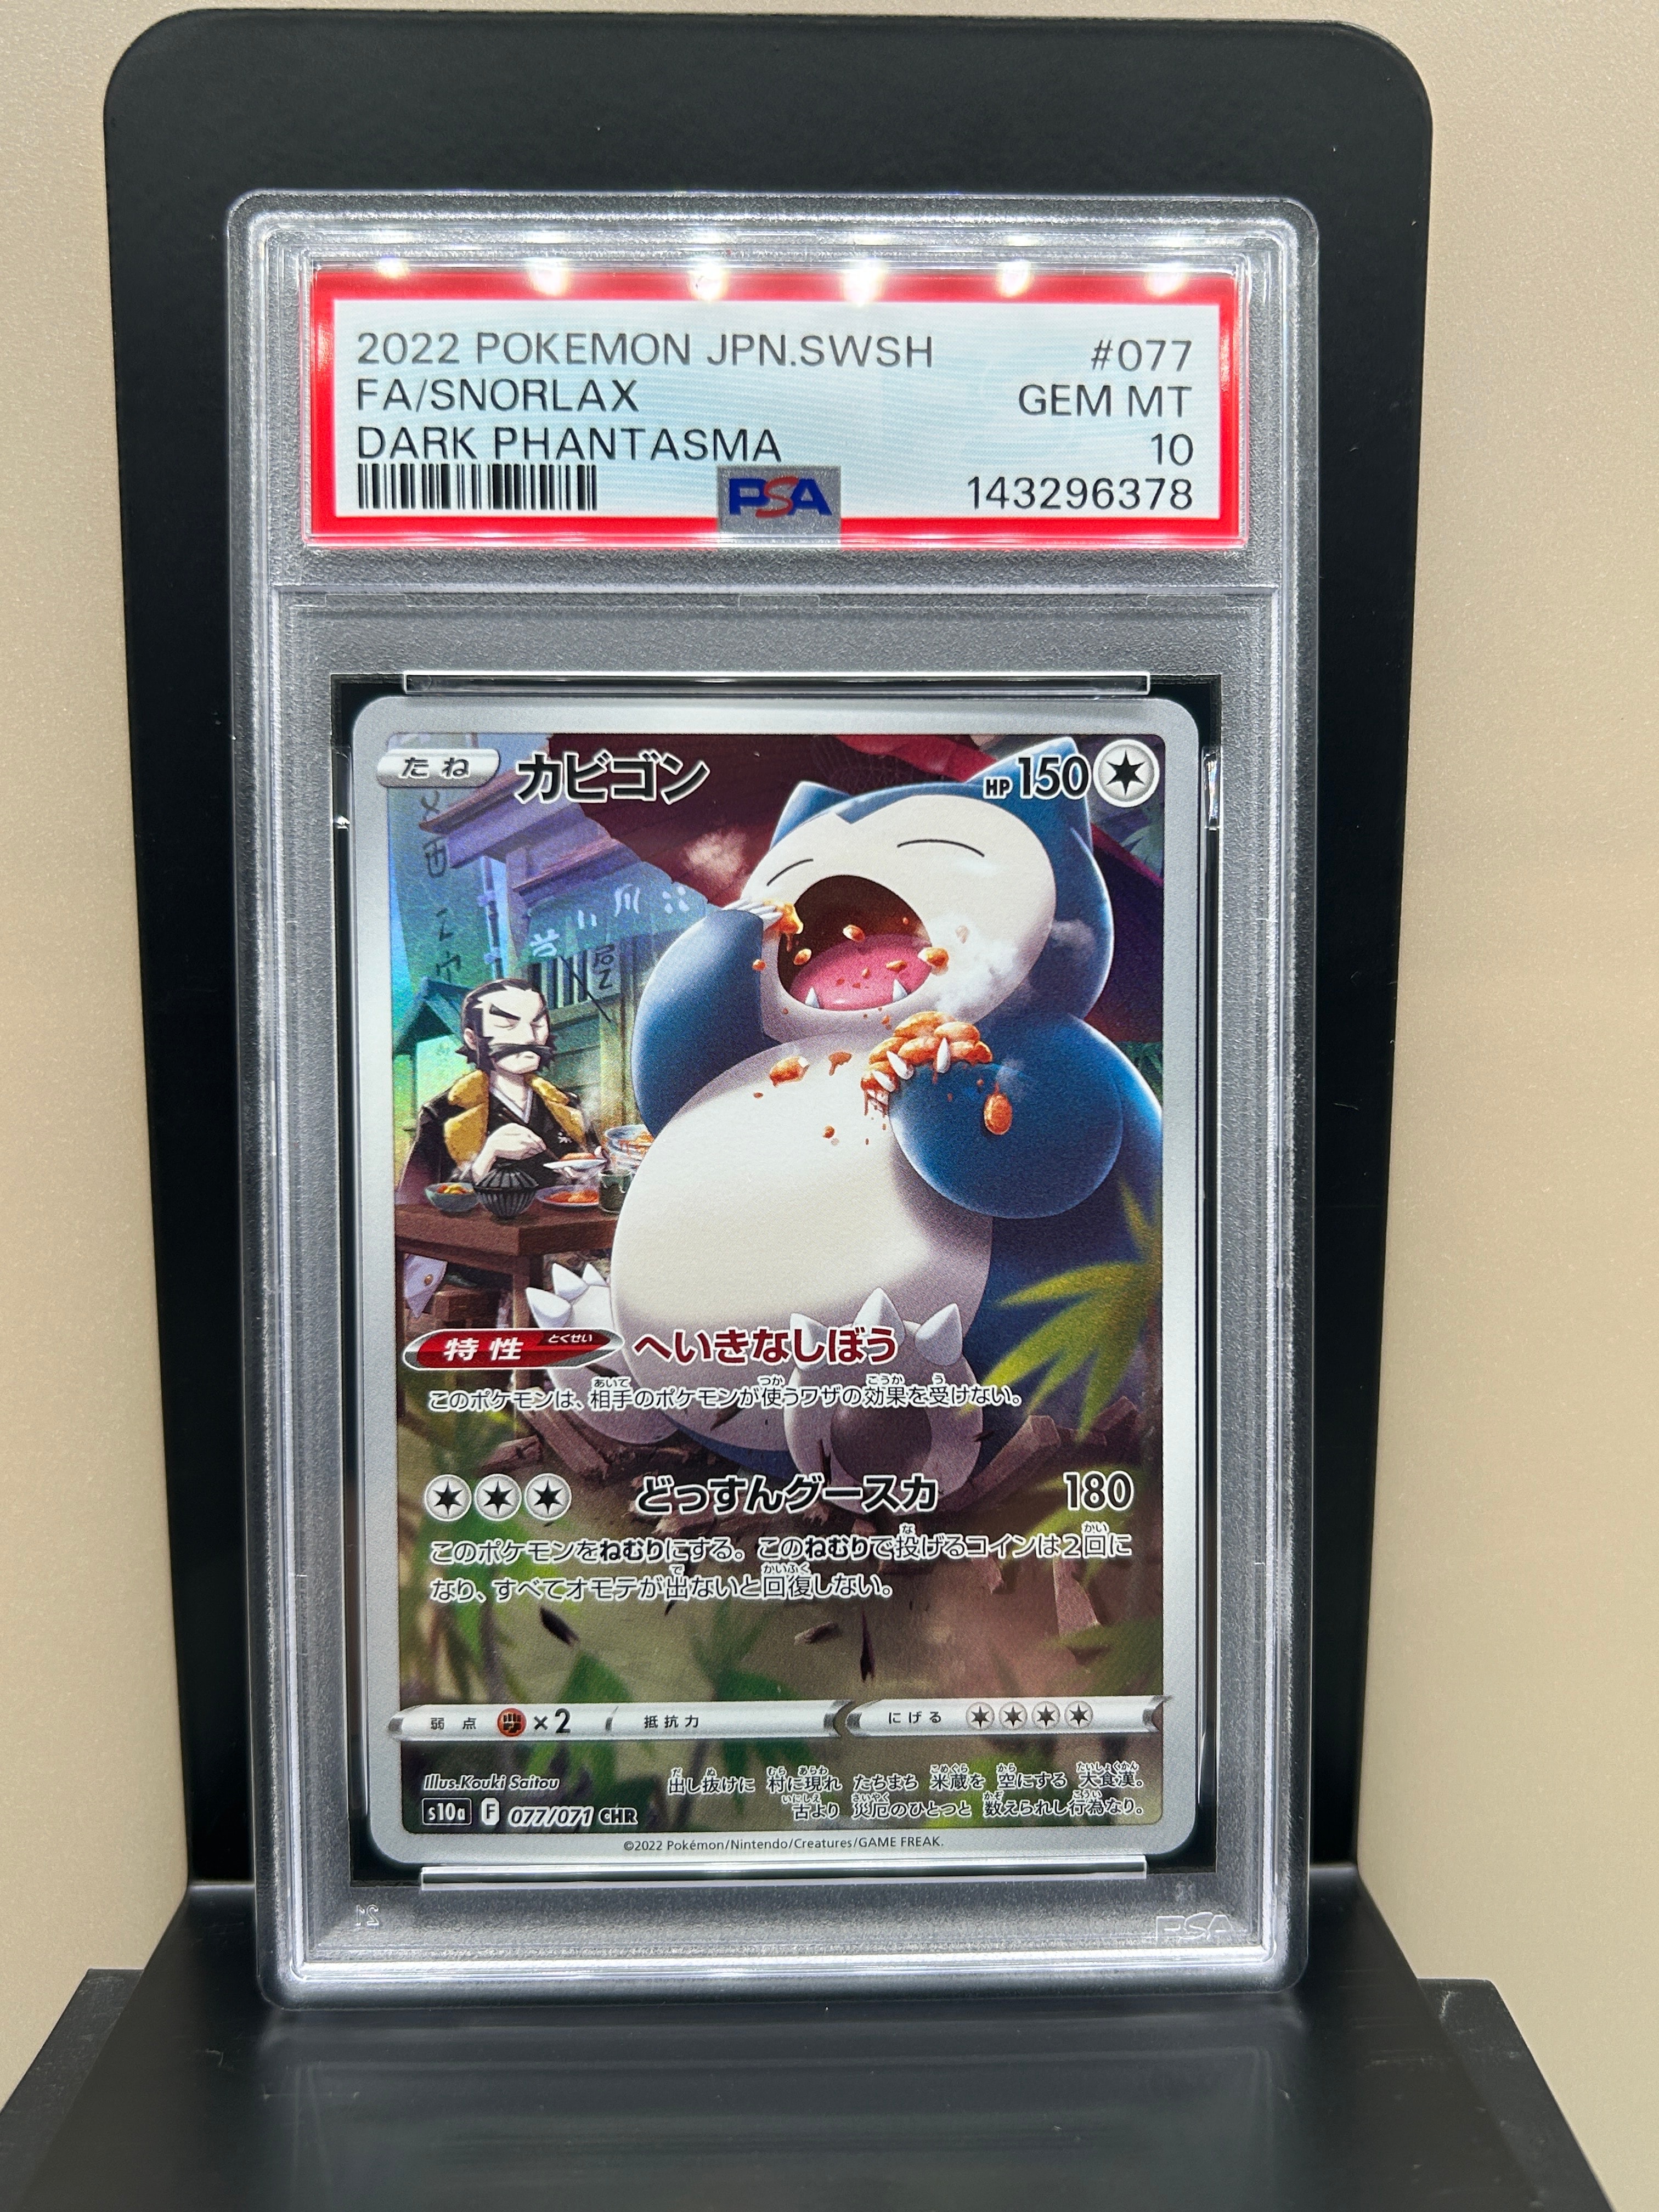 2022 POKEMON JPN.SWSH #077
FA/SNORLAX GEM MT
DARK PHANTASMA 10
PSA 143296378
たね カビゴン HP 150
特性 とくせい へいきなしぼう
このポケモンは、相手のポケモンが使うワザの効果を受けない。
どっすんグースカ 180
このポケモンをねむりにする。このねむりで投げるコインは2回に
なり、すべてオモテが出ないと回復しない。
弱点 ×2 抵抗力 にげる
Illus.Kouki Saitou
出し抜けに 村に現れ たちまち 米蔵を 空にする 大食漢。
古より 災厄のひとつと 数えられし行為なり。
s10a F 077/071 CHR
©2022 Pokémon/Nintendo/Creatures/GAME FREAK.
PSA